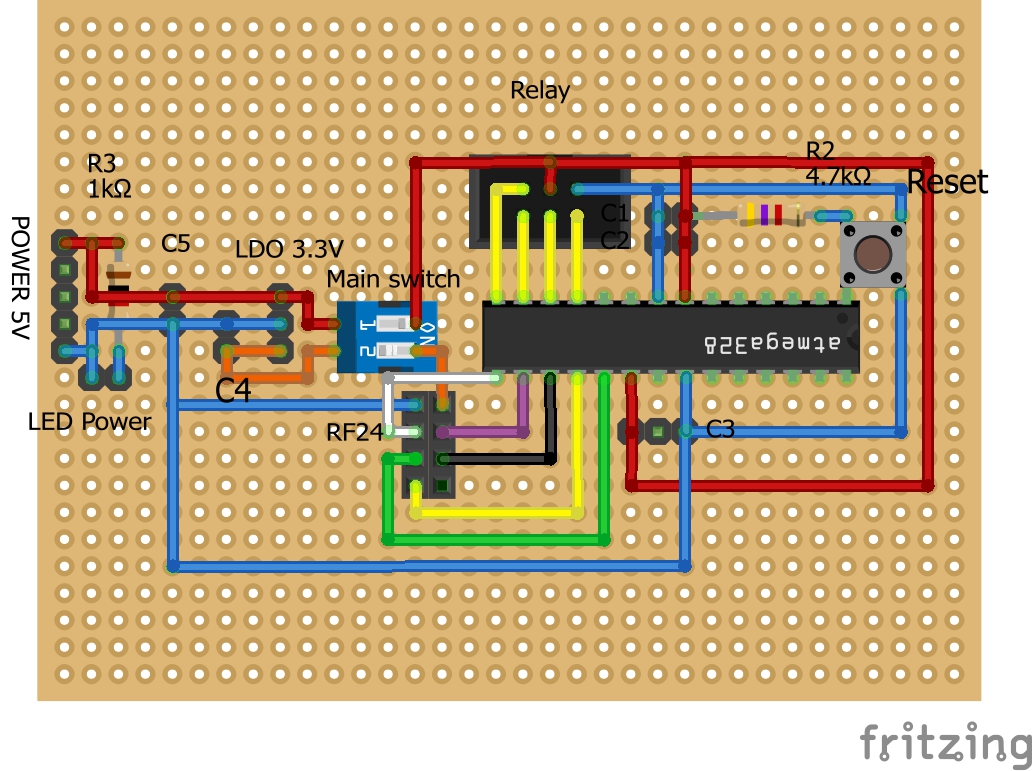 Relay
R3
1kΩ
R2
4.7kΩ
Reset
C1
C2
C5
LDO 3.3V
Main switch
POWER 5V
1
2
ON
atmega328
C4
LED Power
RF24
C3
fritzing